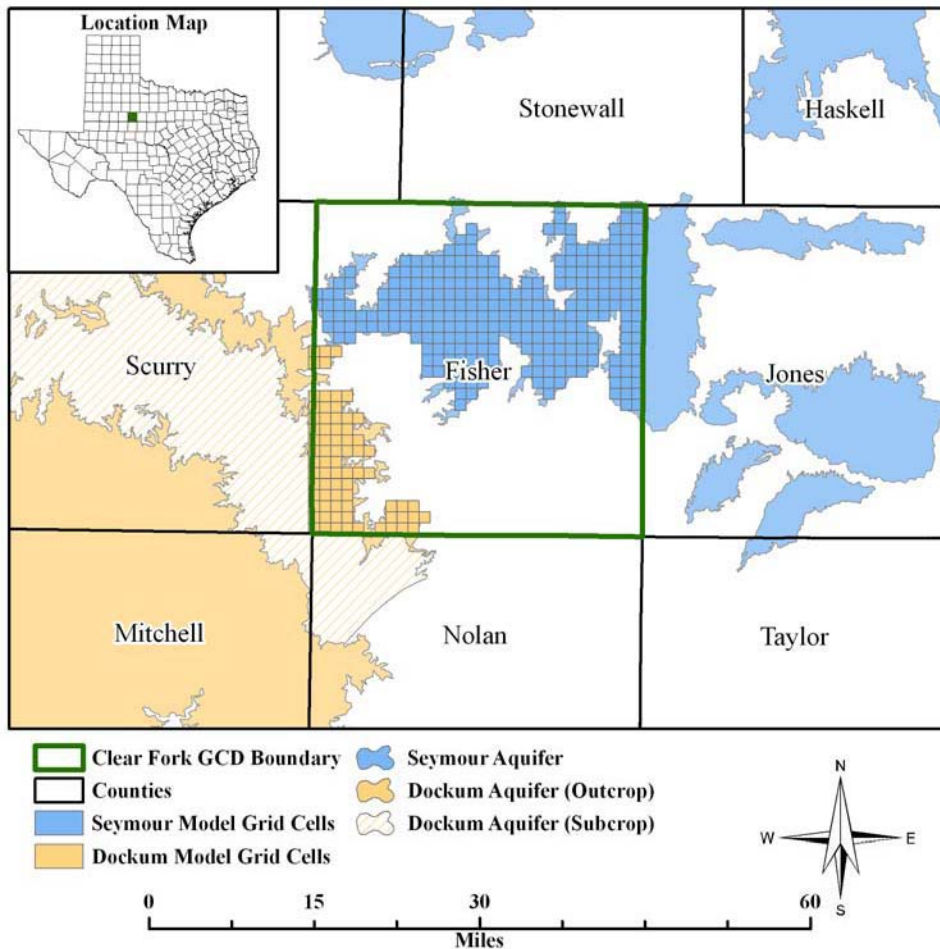 Location Map
Stonewall
Haskell
Scurry
Fisher
Jones
Mitchell
Nolan
Taylor
Clear Fork GCD Boundary
Counties
Seymour Model Grid Cells
Dockum Model Grid Cells
Seymour Aquifer
Dockum Aquifer (Outcrop)
Dockum Aquifer (Subcrop)
N
W
E
S
0 15 30 60
Miles